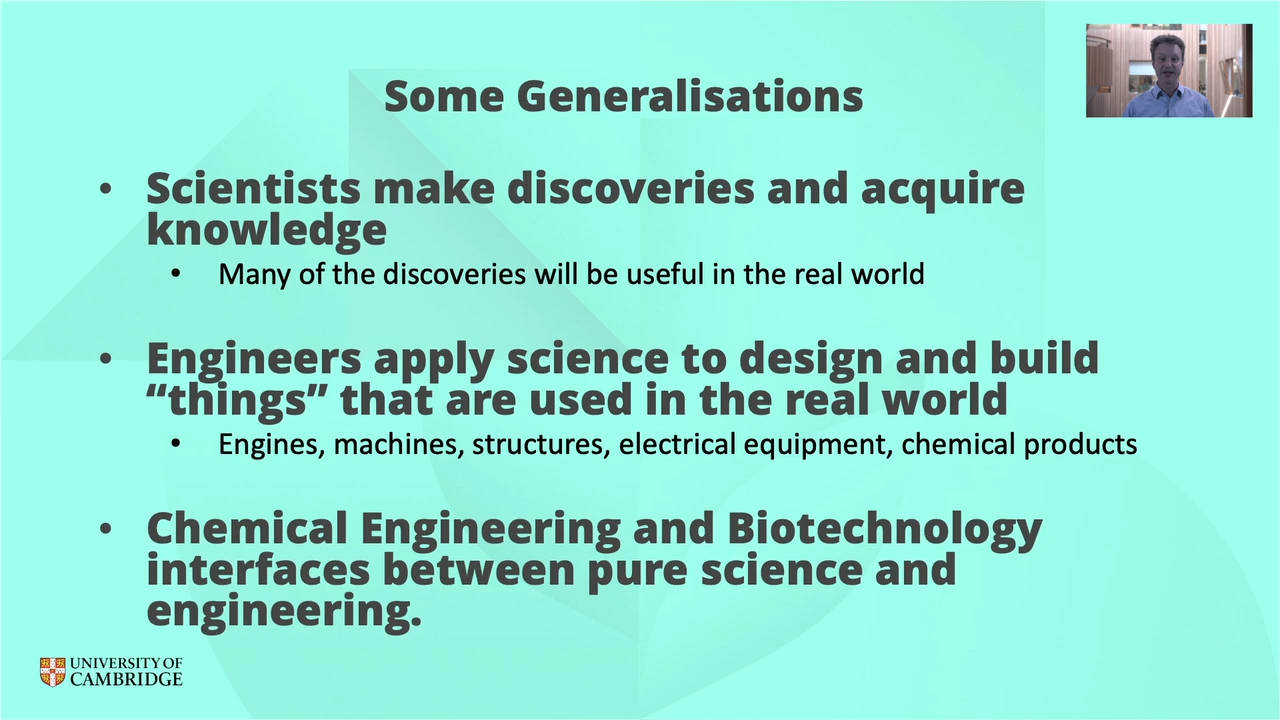 Some Generalisations
• Scientists make discoveries and acquire
knowledge
• Many of the discoveries will be useful in the real world
• Engineers apply science to design and build
“things” that are used in the real world
• Engines, machines, structures, electrical equipment, chemical products
• Chemical Engineering and Biotechnology
interfaces between pure science and
engineering.
UNIVERSITY OF
CAMBRIDGE